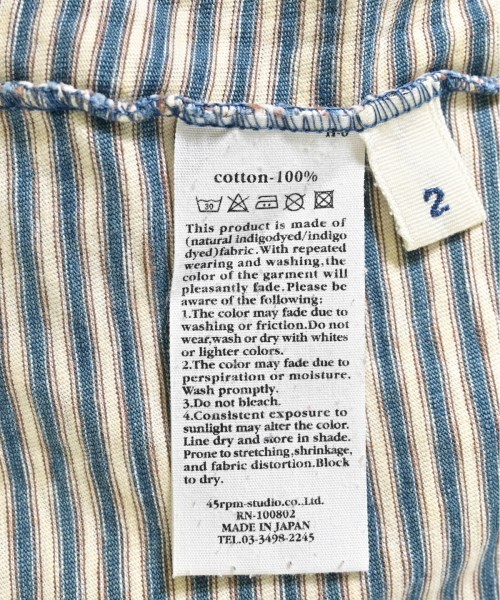 cotton-100%
30
This product is made of
(natural indigodyed/indigo
dyed)fabric.With repeated
wearing and washing,the
color of the garment will
pleasantly fade.Please be
aware of the following:
1.The color may fade due to
washing or friction.Do not
wear,wash or dry with whites
or lighter colors.
2.The color may fade due to
perspiration or moisture.
Wash promptly.
3.Do not bleach.
4.Consistent exposure to
sunlight may alter the color.
Line dry and store in shade.
Prone to stretching,shrinkage,
and fabric distortion.Block
to dry.
45rpm-studio.co.,Ltd.
RN-100802
MADE IN JAPAN
TEL.03-3498-2245
2